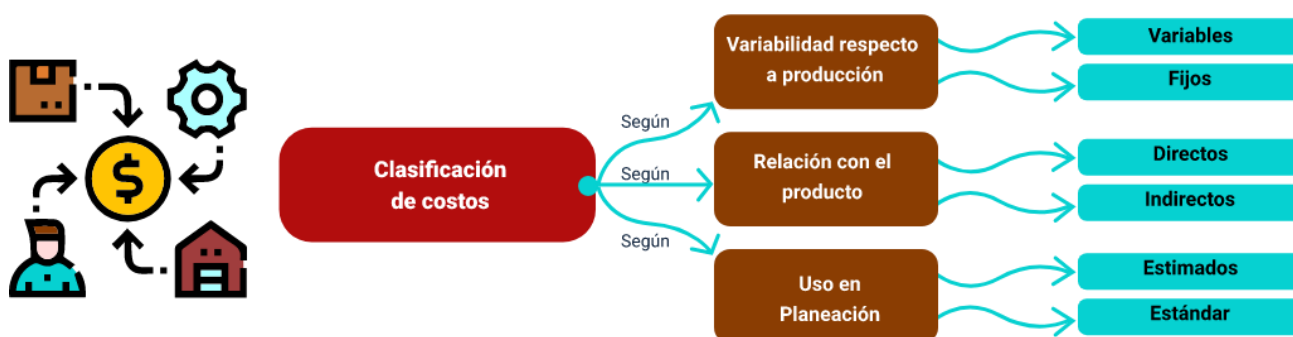 Clasificación
de costos
Según
Variabilidad respecto
a producción
Variables
Fijos
Según
Relación con el
producto
Directos
Indirectos
Según
Uso en
Planeación
Estimados
Estándar
$